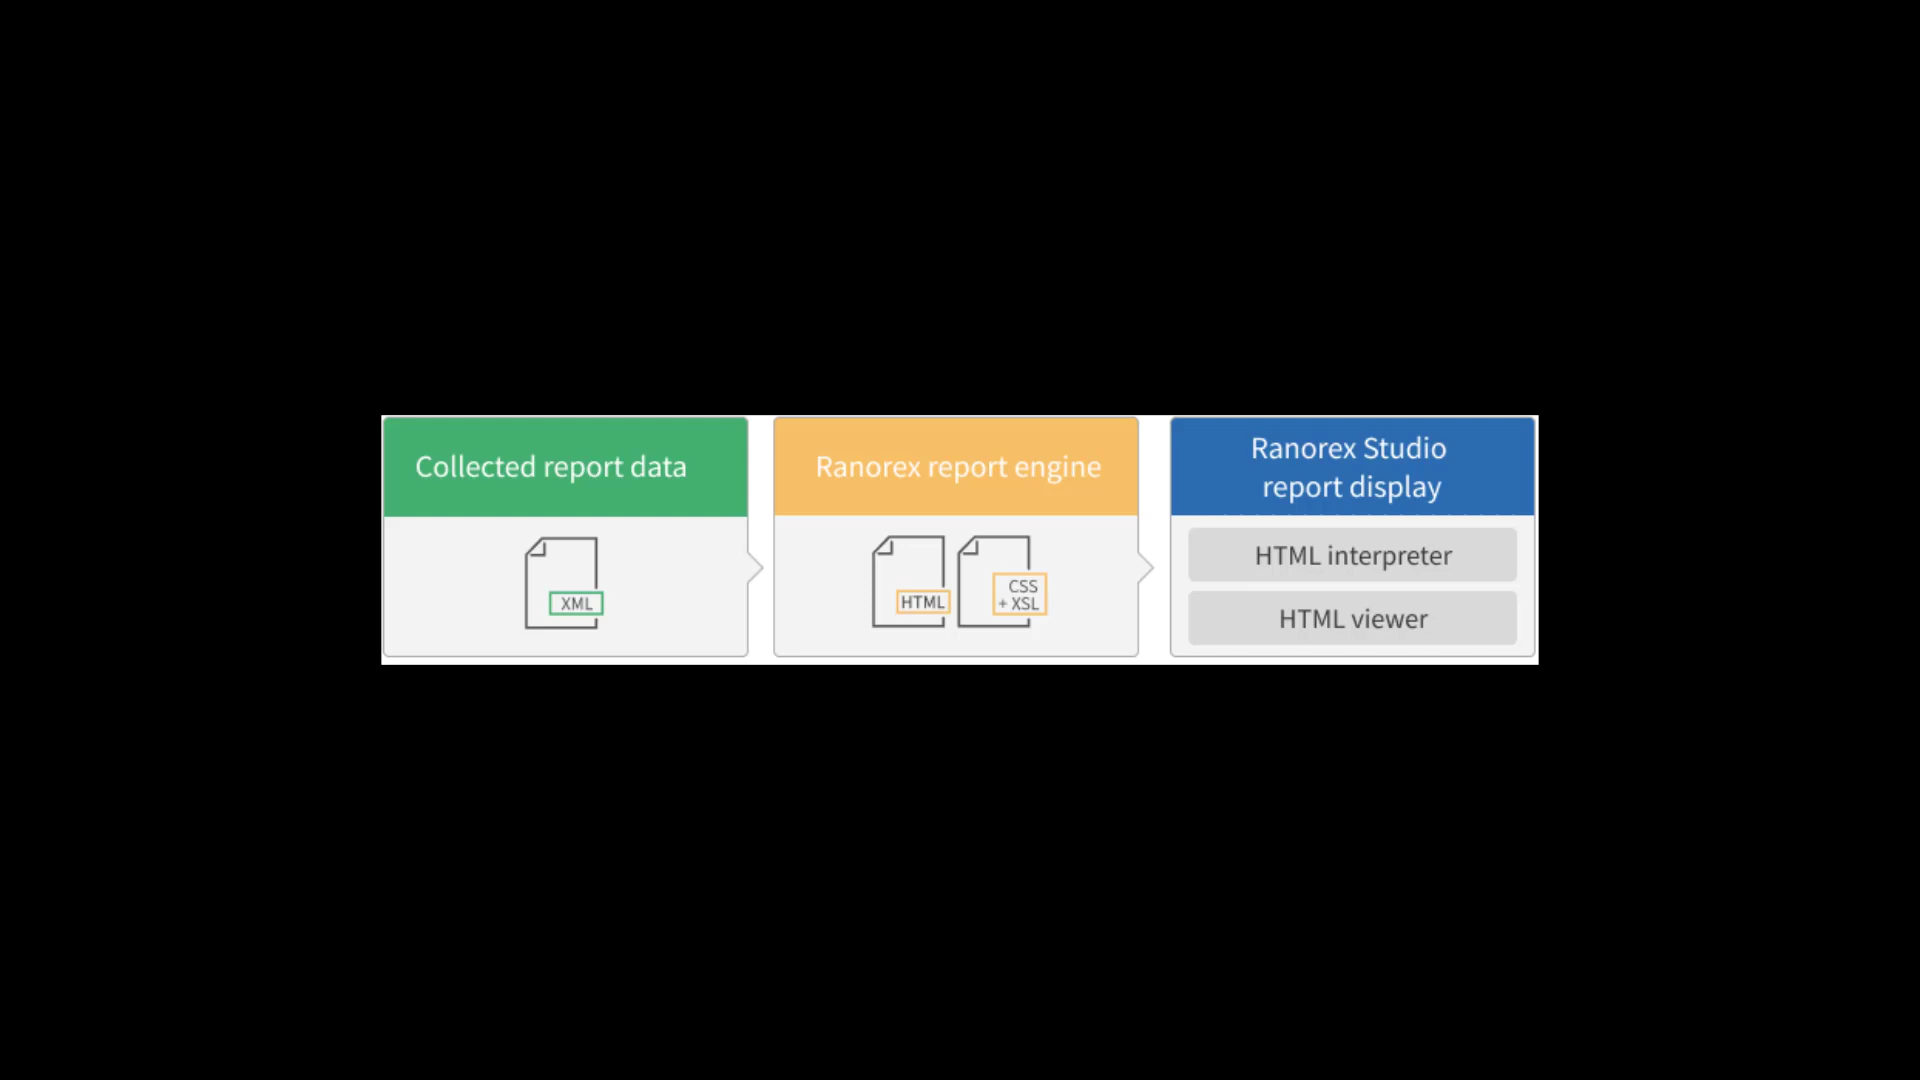 Collected report data
XML
Ranorex report engine
HTML
CSS
+ XSL
Ranorex Studio
report display
HTML interpreter
HTML viewer